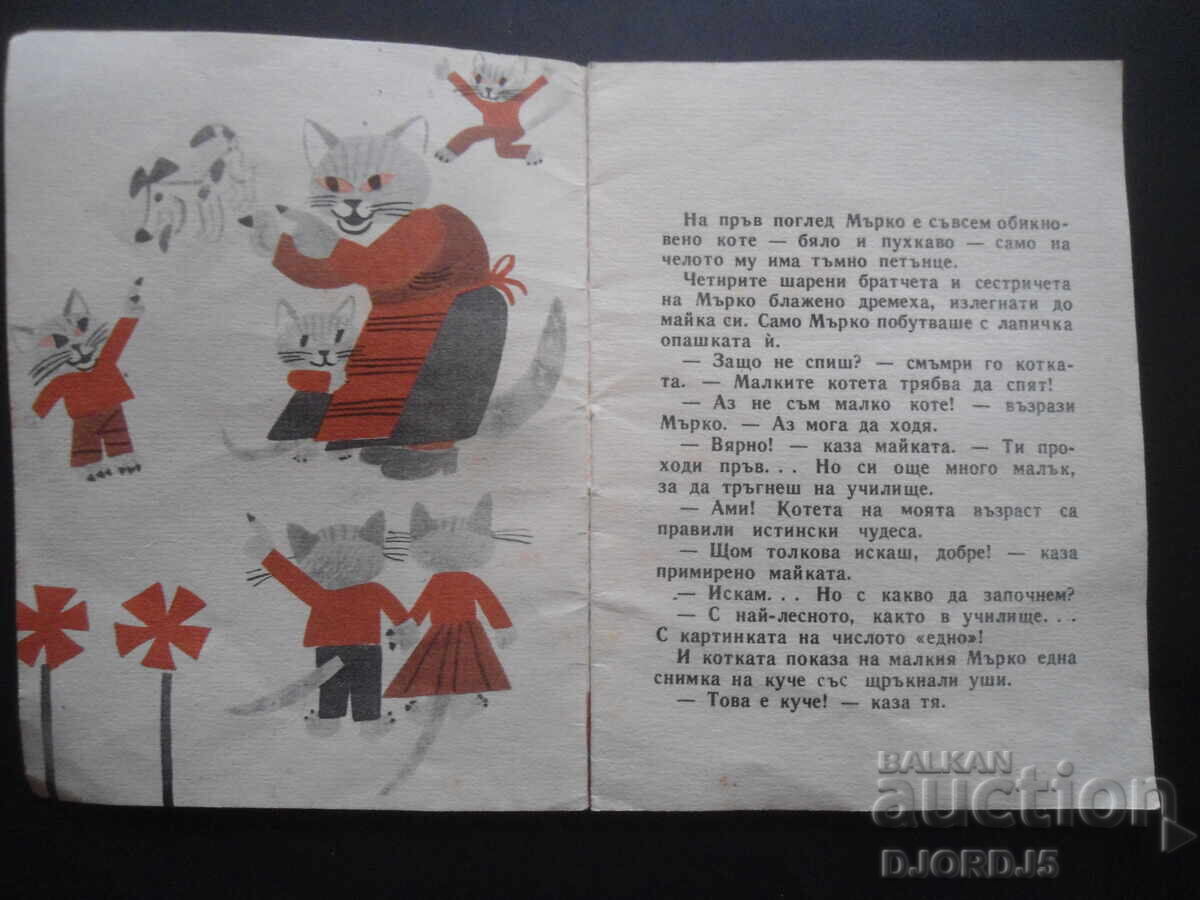 На пръв поглед Мърко е съвсем обикно-
вено коте — бяло и пухкаво — само на
челото му има тъмно петънце.
Четирите шарени братчета и сестричета
на Мърко блажено дремеха, излегнати до
майка си. Само Мърко побутваше с лапичка
опашката ѝ.
— Защо не спиш? — смъмри го котка-
та. — Малките котета трябва да спят!
— Аз не съм малко коте! — възрази
Мърко. — Аз мога да ходя.
— Вярно! — каза майката. — Ти про-
ходи пръв... Но си още много малък,
за да тръгнеш на училище.
— Ами! Котета на моята възраст са
правили истински чудеса.
— Щом толкова искаш, добре! — каза
примирено майката.
— Искам... Но с какво да започнем?
— С най-лесното, както в училище...
С картинката на числото «едно»!
И котката показа на малкия Мърко една
снимка на куче със щръкнали уши.
— Това е куче! — каза тя.
BALKAN
auction
DJORDJ5